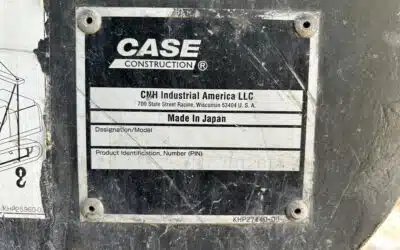 CASE
CONSTRUCTION ®
CNH Industrial America LLC
700 State Street Racine, Wisconsin 53404 U. S. A.
Made In Japan
Designation/Model
Product Identification, Number (PIN)